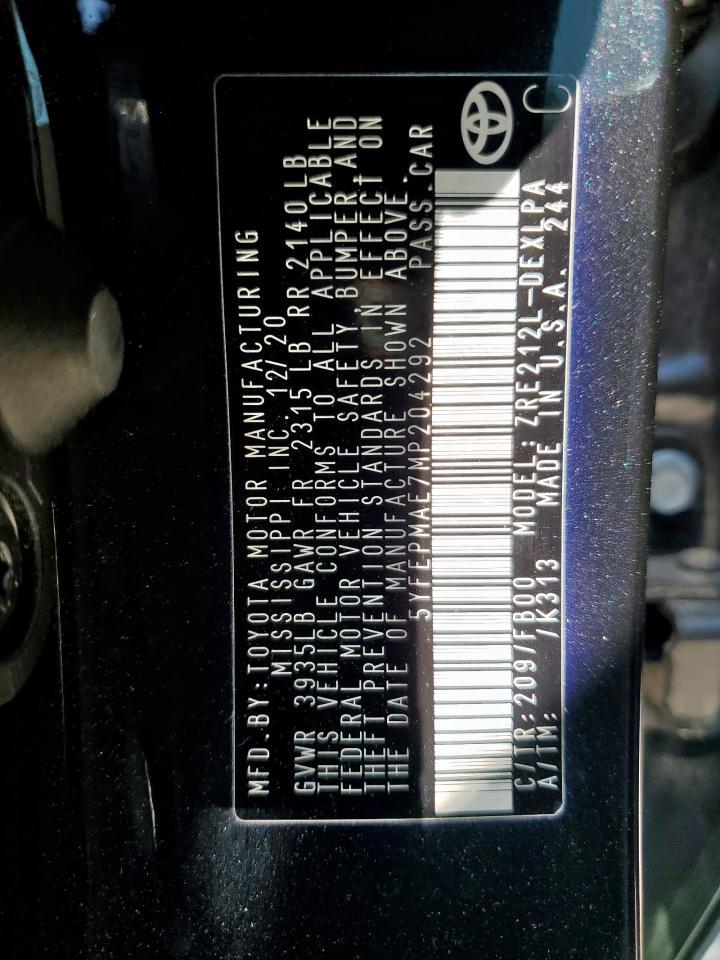 MFD.BY:TOYOTA MOTOR MANUFACTURING
MISSISSIPPI INC. 12/20
GVWR 3935LB GAWR FR 2315 LB RR 2140LB
THIS VEHICLE CONFORMS TO ALL APPLICABLE
FEDERAL MOTOR VEHICLE SAFETY, BUMPER, AND
THEFT PREVENTION STANDARDS IN EFFECT ON
THE DATE OF MANUFACTURE SHOWN ABOVE.
5YFEPMAE7MP204292 PASS.CAR
C/TR:209/FB00 MODEL:ZRE212L-DEXLPA
A/TM: /K313 MADE IN U.S.A. 244
C